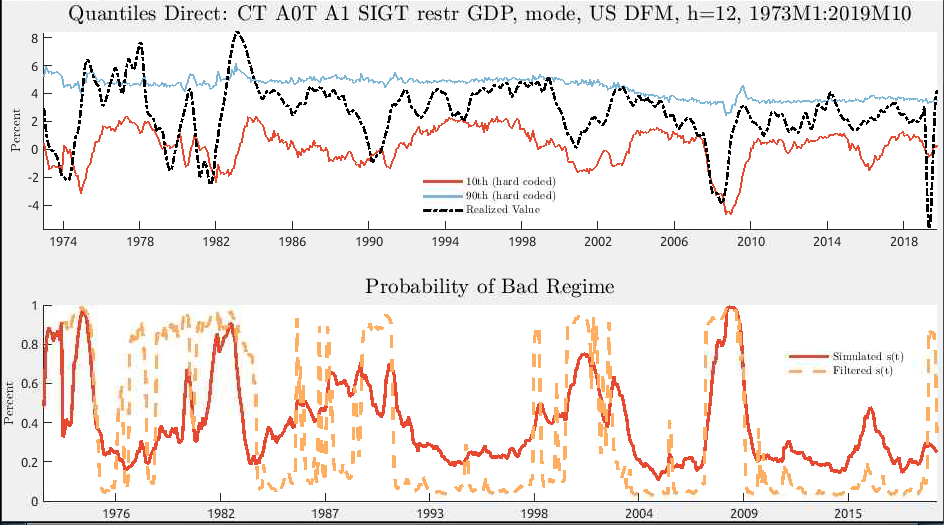 Quantiles Direct: CT A0T A1 SIGT restr GDP, mode, US DFM, h=12, 1973M1:2019M10
8
6
4
2
0
-2
-4
Percent
10th (hard coded)
90th (hard coded)
Realized Value
1974 1978 1982 1986 1990 1994 1998 2002 2006 2010 2014 2018
Probability of Bad Regime
1
0.8
0.6
0.4
0.2
0
Percent
Simulated s(t)
Filtered s(t)
1976 1982 1987 1993 1998 2004 2009 2015